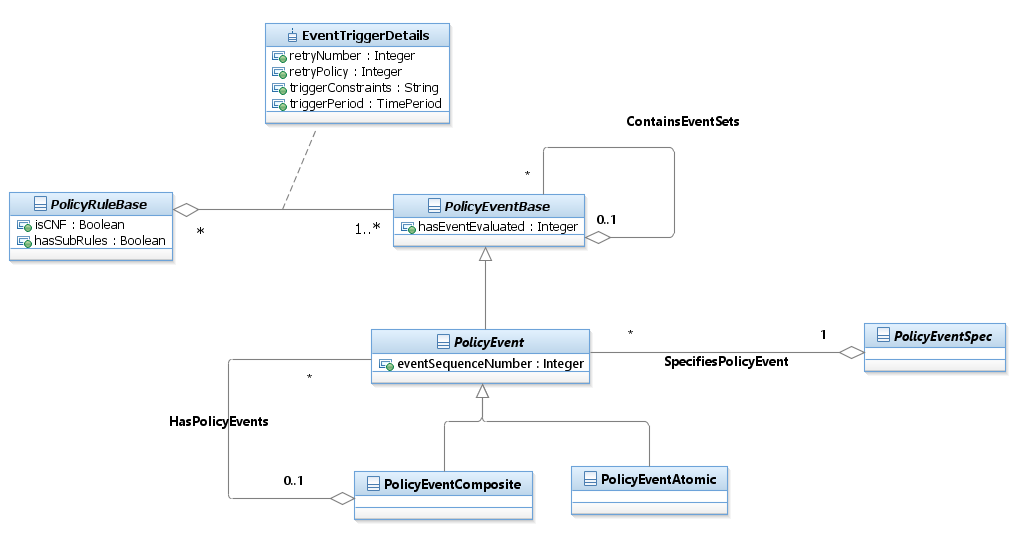 EventTriggerDetails
retryNumber : Integer
retryPolicy : Integer
triggerConstraints : String
triggerPeriod : TimePeriod
ContainsEventSets
*
PolicyRuleBase
isCNF : Boolean
hasSubRules : Boolean
*
1..*
PolicyEventBase
hasEventEvaluated : Integer
0..1
PolicyEvent
eventSequenceNumber : Integer
*
1
SpecifiesPolicyEvent
PolicyEventSpec
*
HasPolicyEvents
0..1
PolicyEventComposite
PolicyEventAtomic